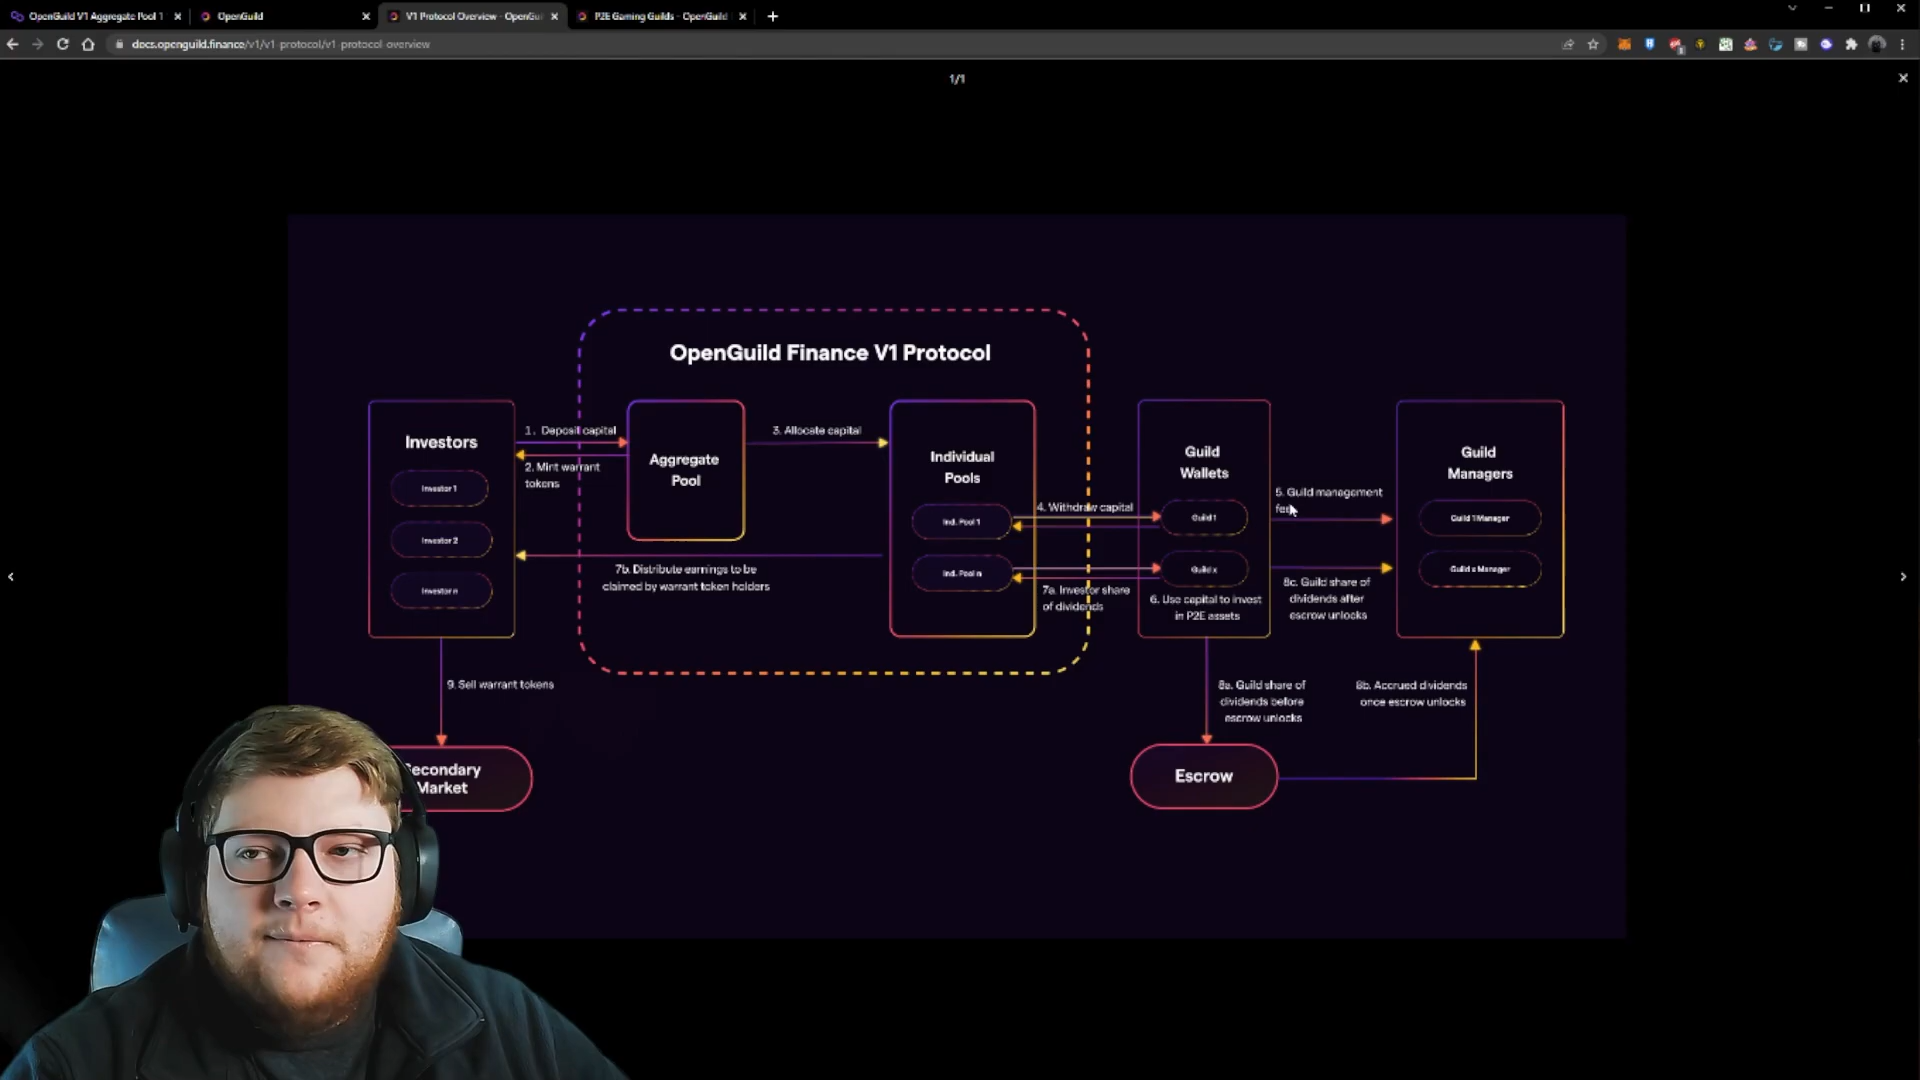 OpenGuild V1 Aggregate Pool 1
OpenGuild
V1 Protocol Overview - OpenGui
P2E Gaming Guilds - OpenGuild
docs.openguild.finance/v1/v1-protocol/v1-protocol-overview
1/1
OpenGuild Finance V1 Protocol
Investors
Investor 1
Investor 2
Investor n
1. Deposit capital
2. Mint warrant
tokens
Aggregate
Pool
3. Allocate capital
Individual
Pools
Ind. Pool 1
Ind. Pool n
4. Withdraw capital
7a. Investor share
of dividends
7b. Distribute earnings to be
claimed by warrant token holders
Guild
Wallets
Guild 1
Guild x
6. Use capital to invest
in P2E assets
5. Guild management
8c. Guild share of
dividends after
escrow unlocks
Guild
Managers
Guild 1 Manager
Guild x Manager
9. Sell warrant tokens
8a. Guild share of
dividends before
escrow unlocks
8b. Accrued dividends
once escrow unlocks
Secondary
Market
Escrow